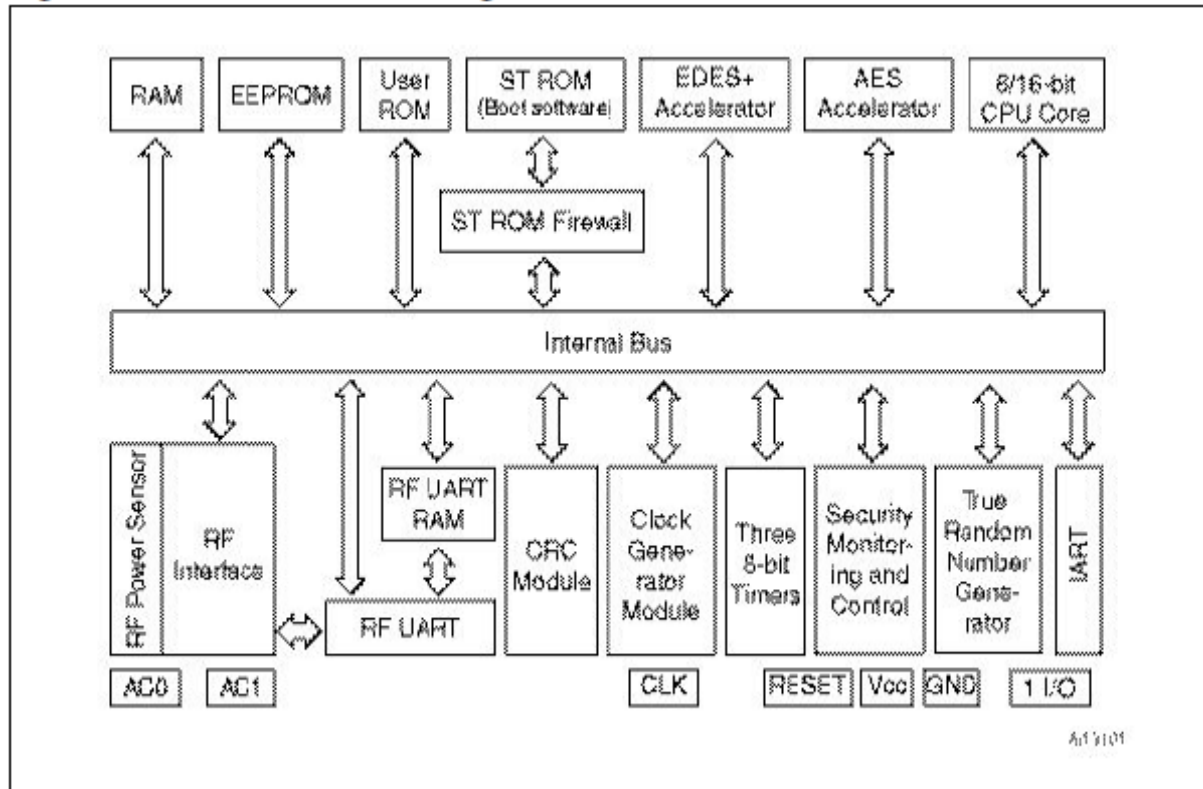 RAM
EEPROM
User
ROM
ST ROM
(Boot software)
EDES+
Accelerator
AES
Accelerator
8/16-bit
CPU Core
ST ROM Firewall
Internal Bus
RF Power Sensor
RF
Interface
RF UART
RAM
RF UART
CRC
Module
Clock
Gene-
rator
Module
Three
8-bit
Timers
Security
Monitor-
ing and
Control
True
Random
Number
Gene-
rator
IART
AC0
AC1
CLK
RESET
Vcc
GND
1 I/O